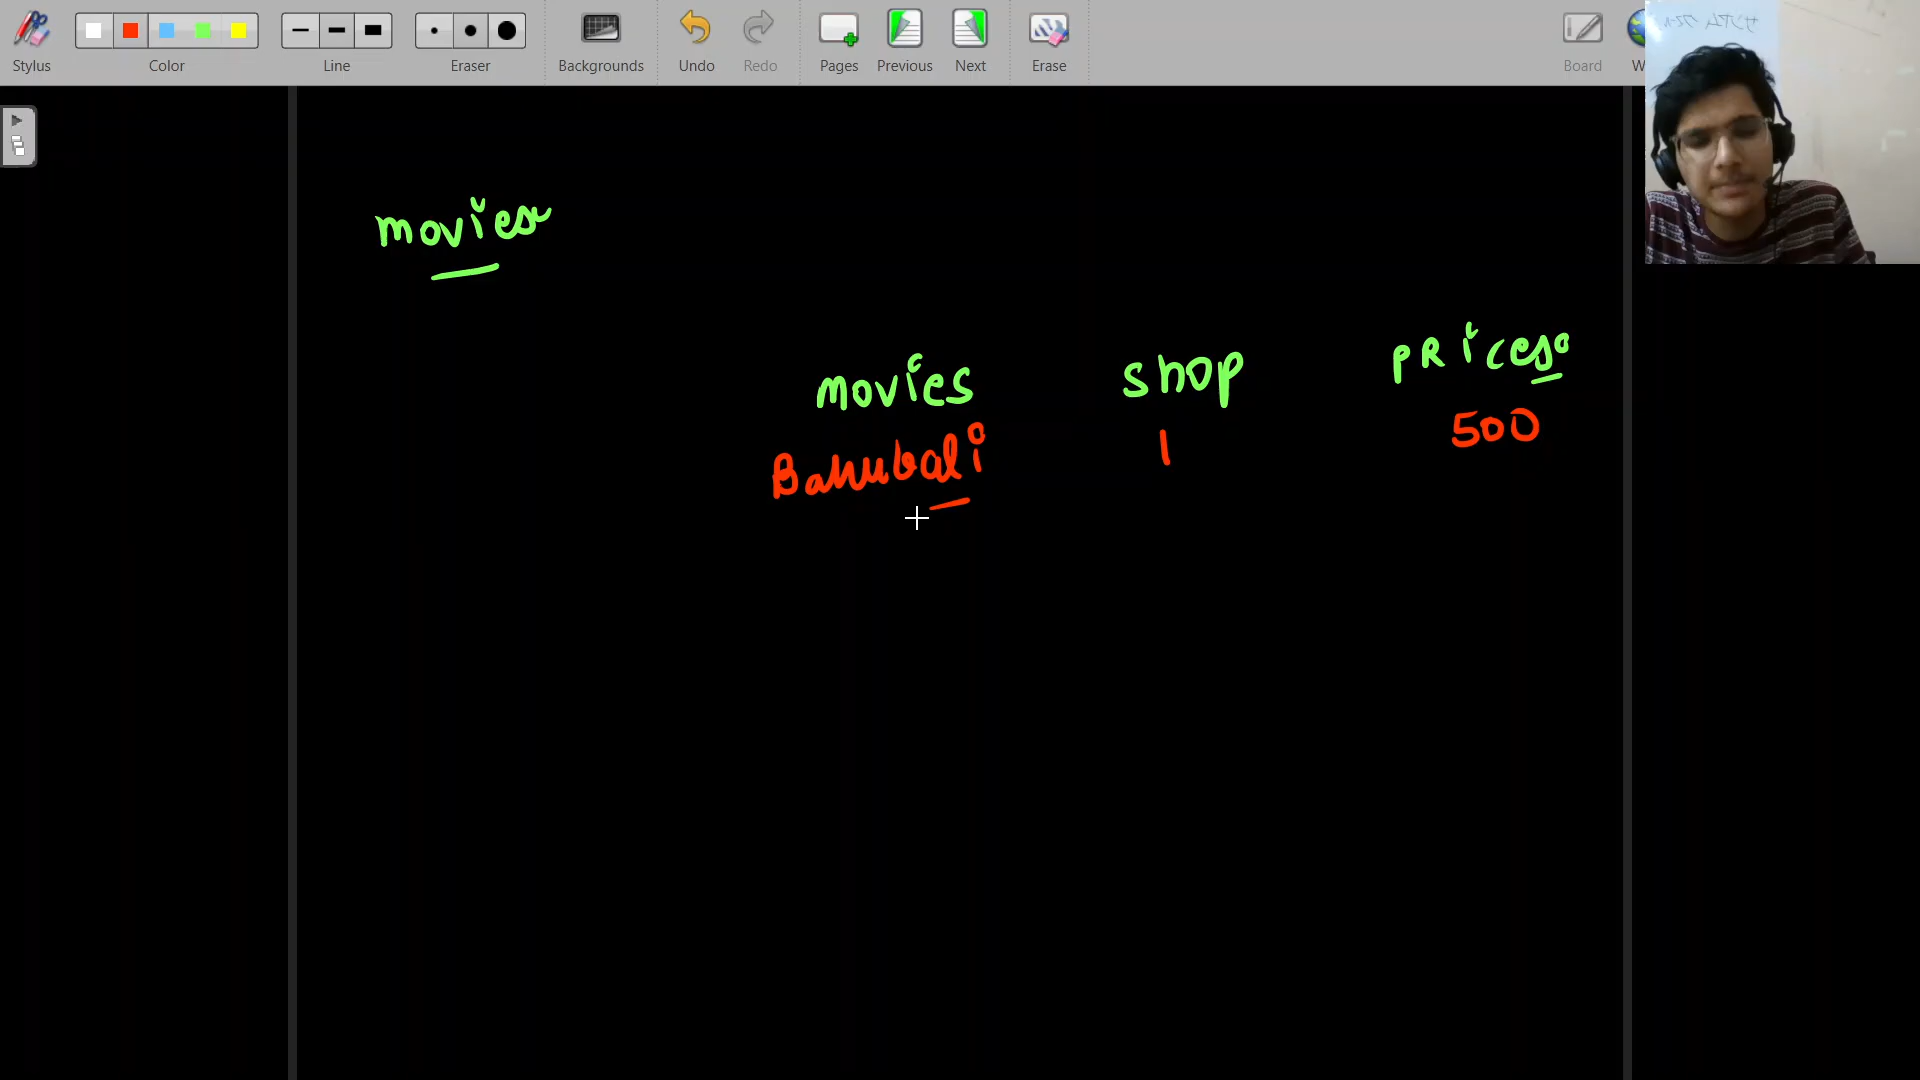 Stylus Color Line Eraser Backgrounds Undo Redo Pages Previous Next Erase Board
movies
movies shop prices
Bahubali 1 500